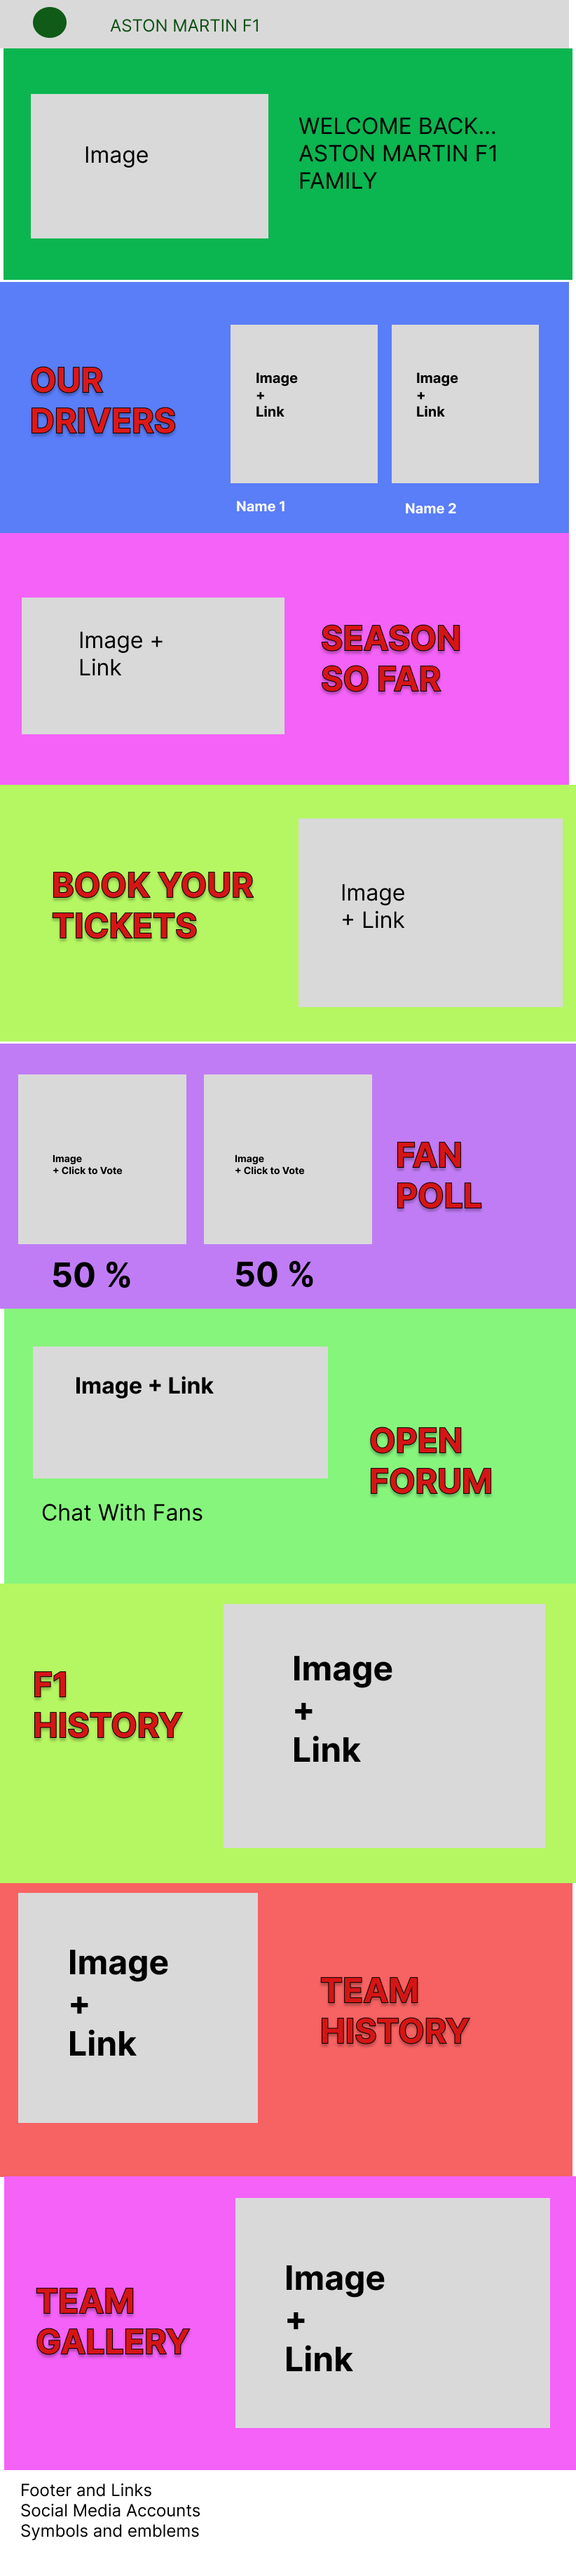 ASTON MARTIN F1
Image
WELCOME BACK...
ASTON MARTIN F1
FAMILY
OUR
DRIVERS
Image
+
Link
Image
+
Link
Name 1
Name 2
Image +
Link
SEASON
SO FAR
BOOK YOUR
TICKETS
Image
+ Link
Image
+ Click to Vote
Image
+ Click to Vote
FAN
POLL
50 %
50 %
Image + Link
OPEN
FORUM
Chat With Fans
F1
HISTORY
Image
+
Link
Image
+
Link
TEAM
HISTORY
TEAM
GALLERY
Image
+
Link
Footer and Links
Social Media Accounts
Symbols and emblems